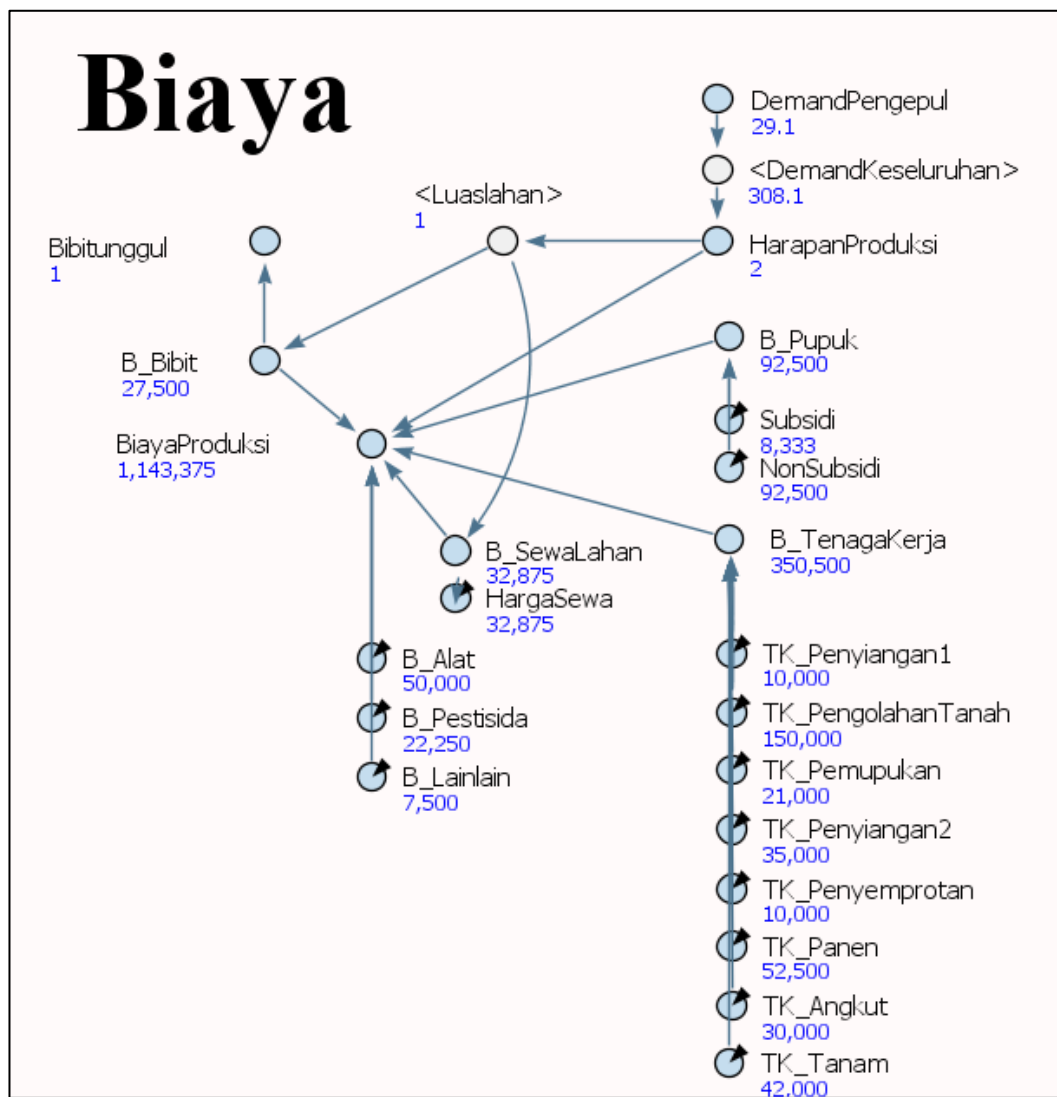 Biaya
DemandPengepul
29.1
<DemandKeseluruhan>
308.1
<Luaslahan>
1
HarapanProduksi
2
Bibitunggul
1
B_Pupuk
92,500
B_Bibit
27,500
Subsidi
8,333
BiayaProduksi
1,143,375
NonSubsidi
92,500
B_TenagaKerja
350,500
B_SewaLahan
32,875
HargaSewa
32,875
B_Alat
50,000
B_Pestisida
22,250
B_Lainlain
7,500
TK_Penyiangan1
10,000
TK_PengolahanTanah
150,000
TK_Pemupukan
21,000
TK_Penyiangan2
35,000
TK_Penyemprotan
10,000
TK_Panen
52,500
TK_Angkut
30,000
TK_Tanam
42,000